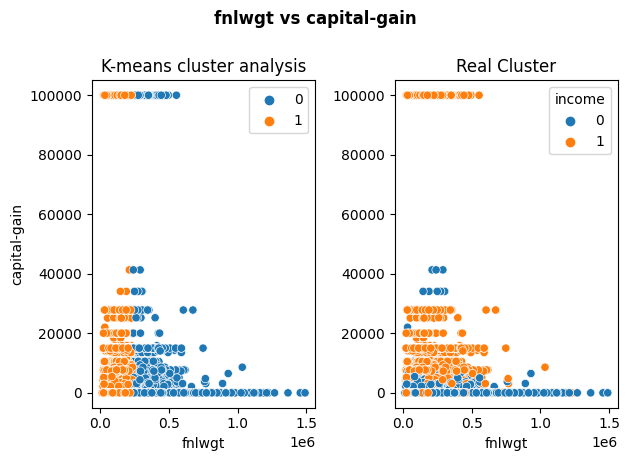 fnlwgt vs capital-gain
K-means cluster analysis
Real Cluster
100000
80000
60000
40000
20000
0
capital-gain
0
1
0.0
0.5
1.0
1.5
1e6
fnlwgt
100000
80000
60000
40000
20000
0
income
0
1
0.0
0.5
1.0
1.5
1e6
fnlwgt